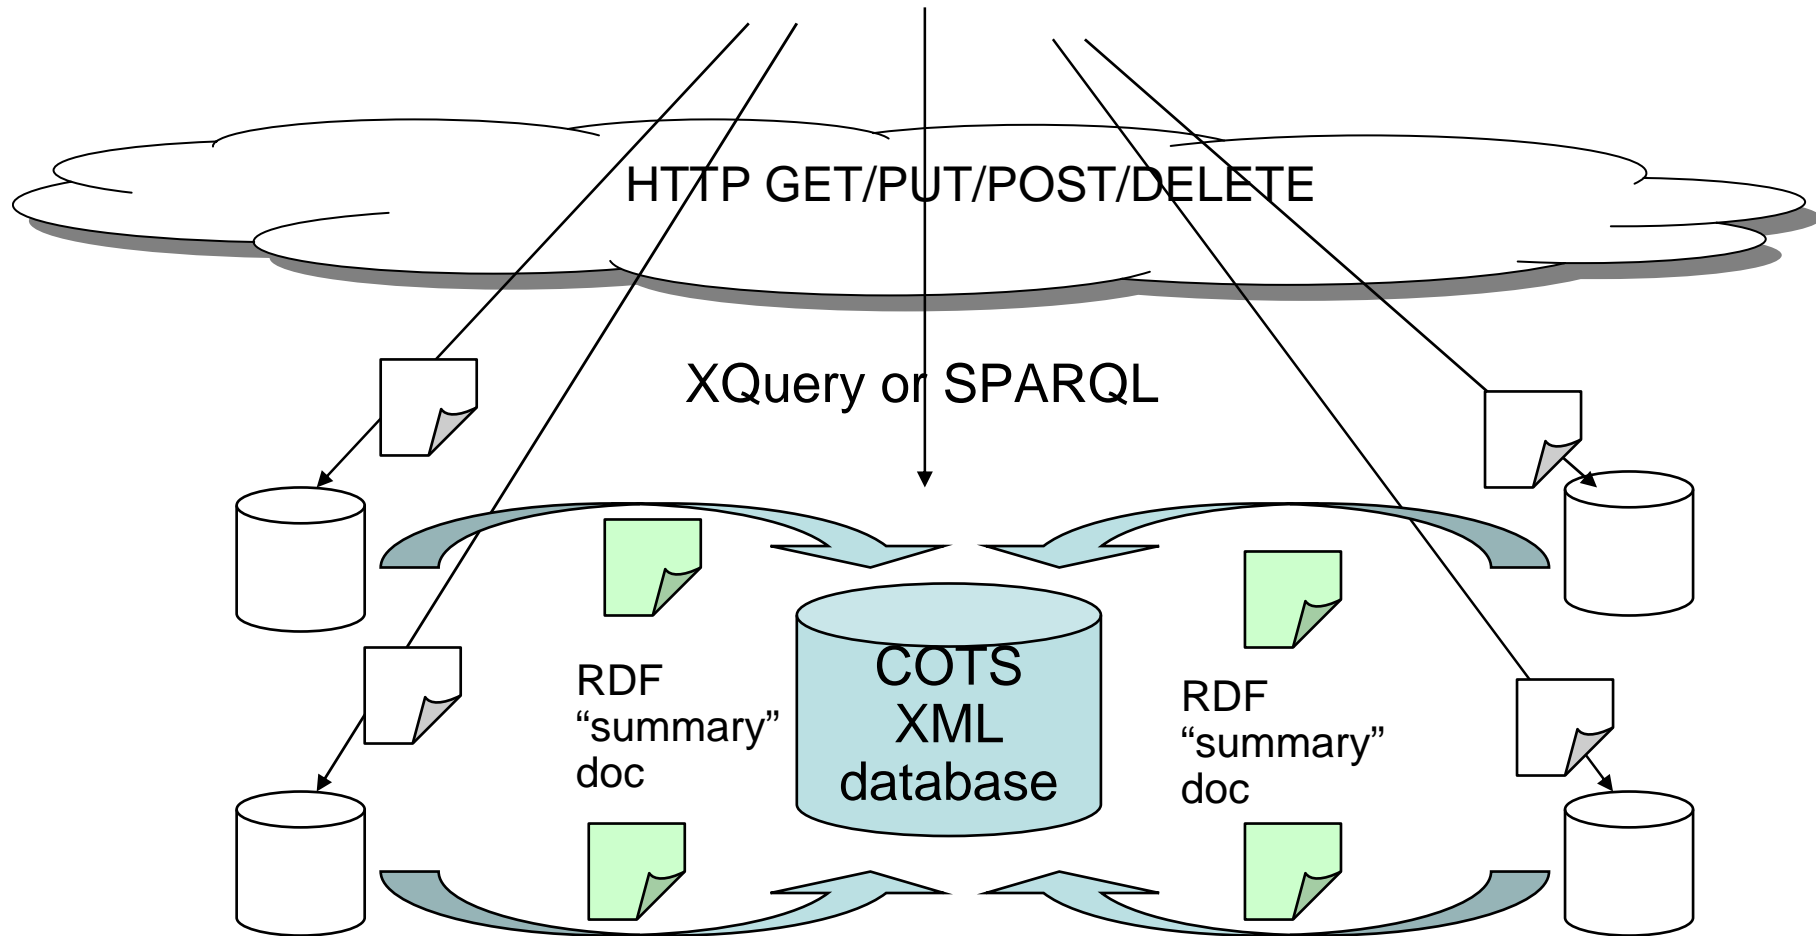 HTTP GET/PUT/POST/DELETE
XQuery or SPARQL
RDF
“summary”
doc
COTS
XML
database
RDF
“summary”
doc